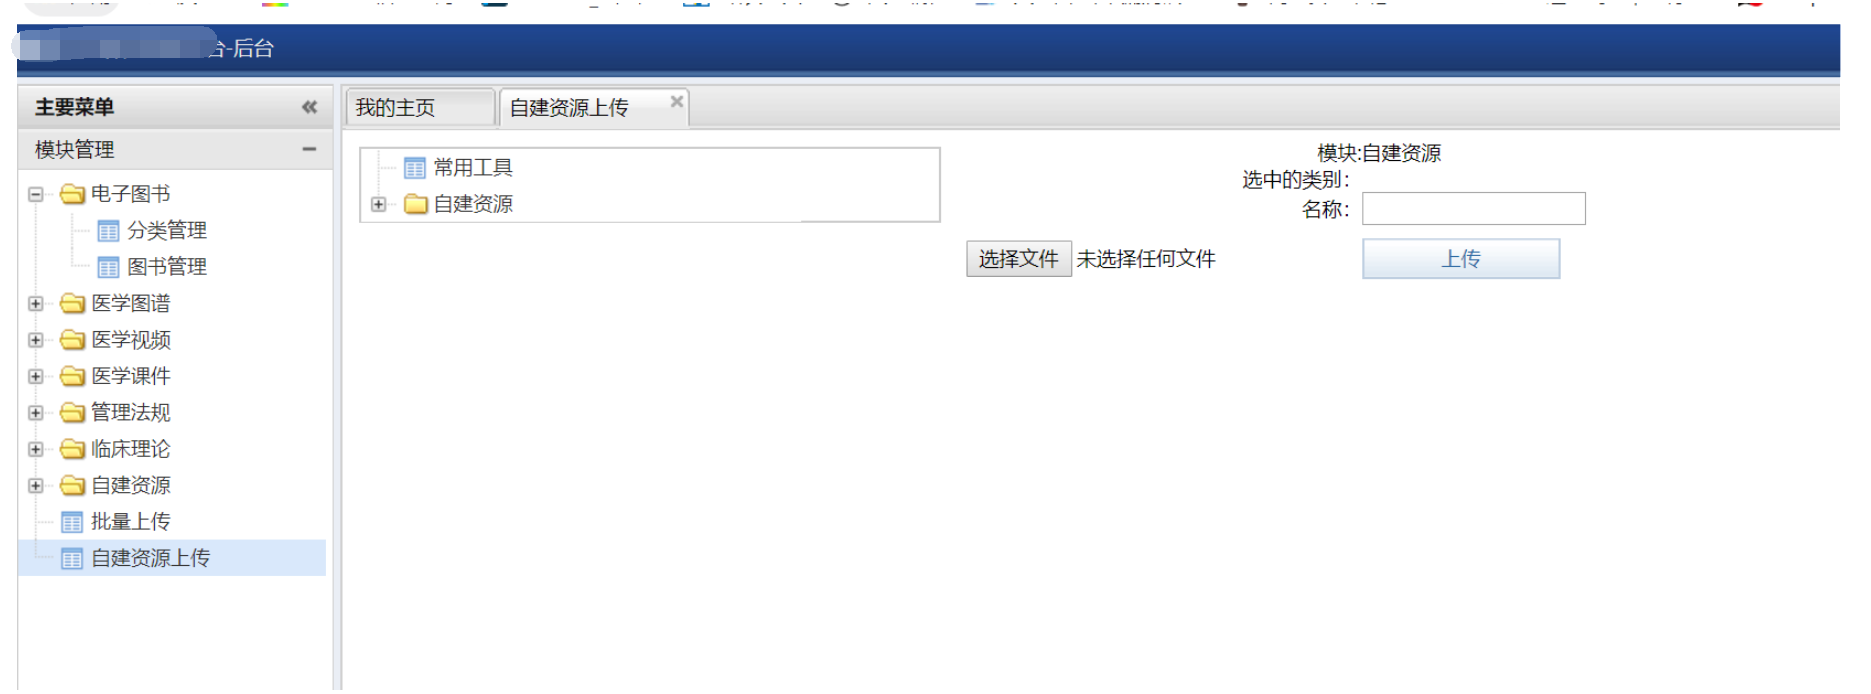 台-后台
主要菜单
模块管理
电子图书
分类管理
图书管理
医学图谱
医学视频
医学课件
管理法规
临床理论
自建资源
批量上传
自建资源上传
我的主页
自建资源上传
常用工具
自建资源
模块:自建资源
选中的类别：
名称：
选择文件 未选择任何文件
上传